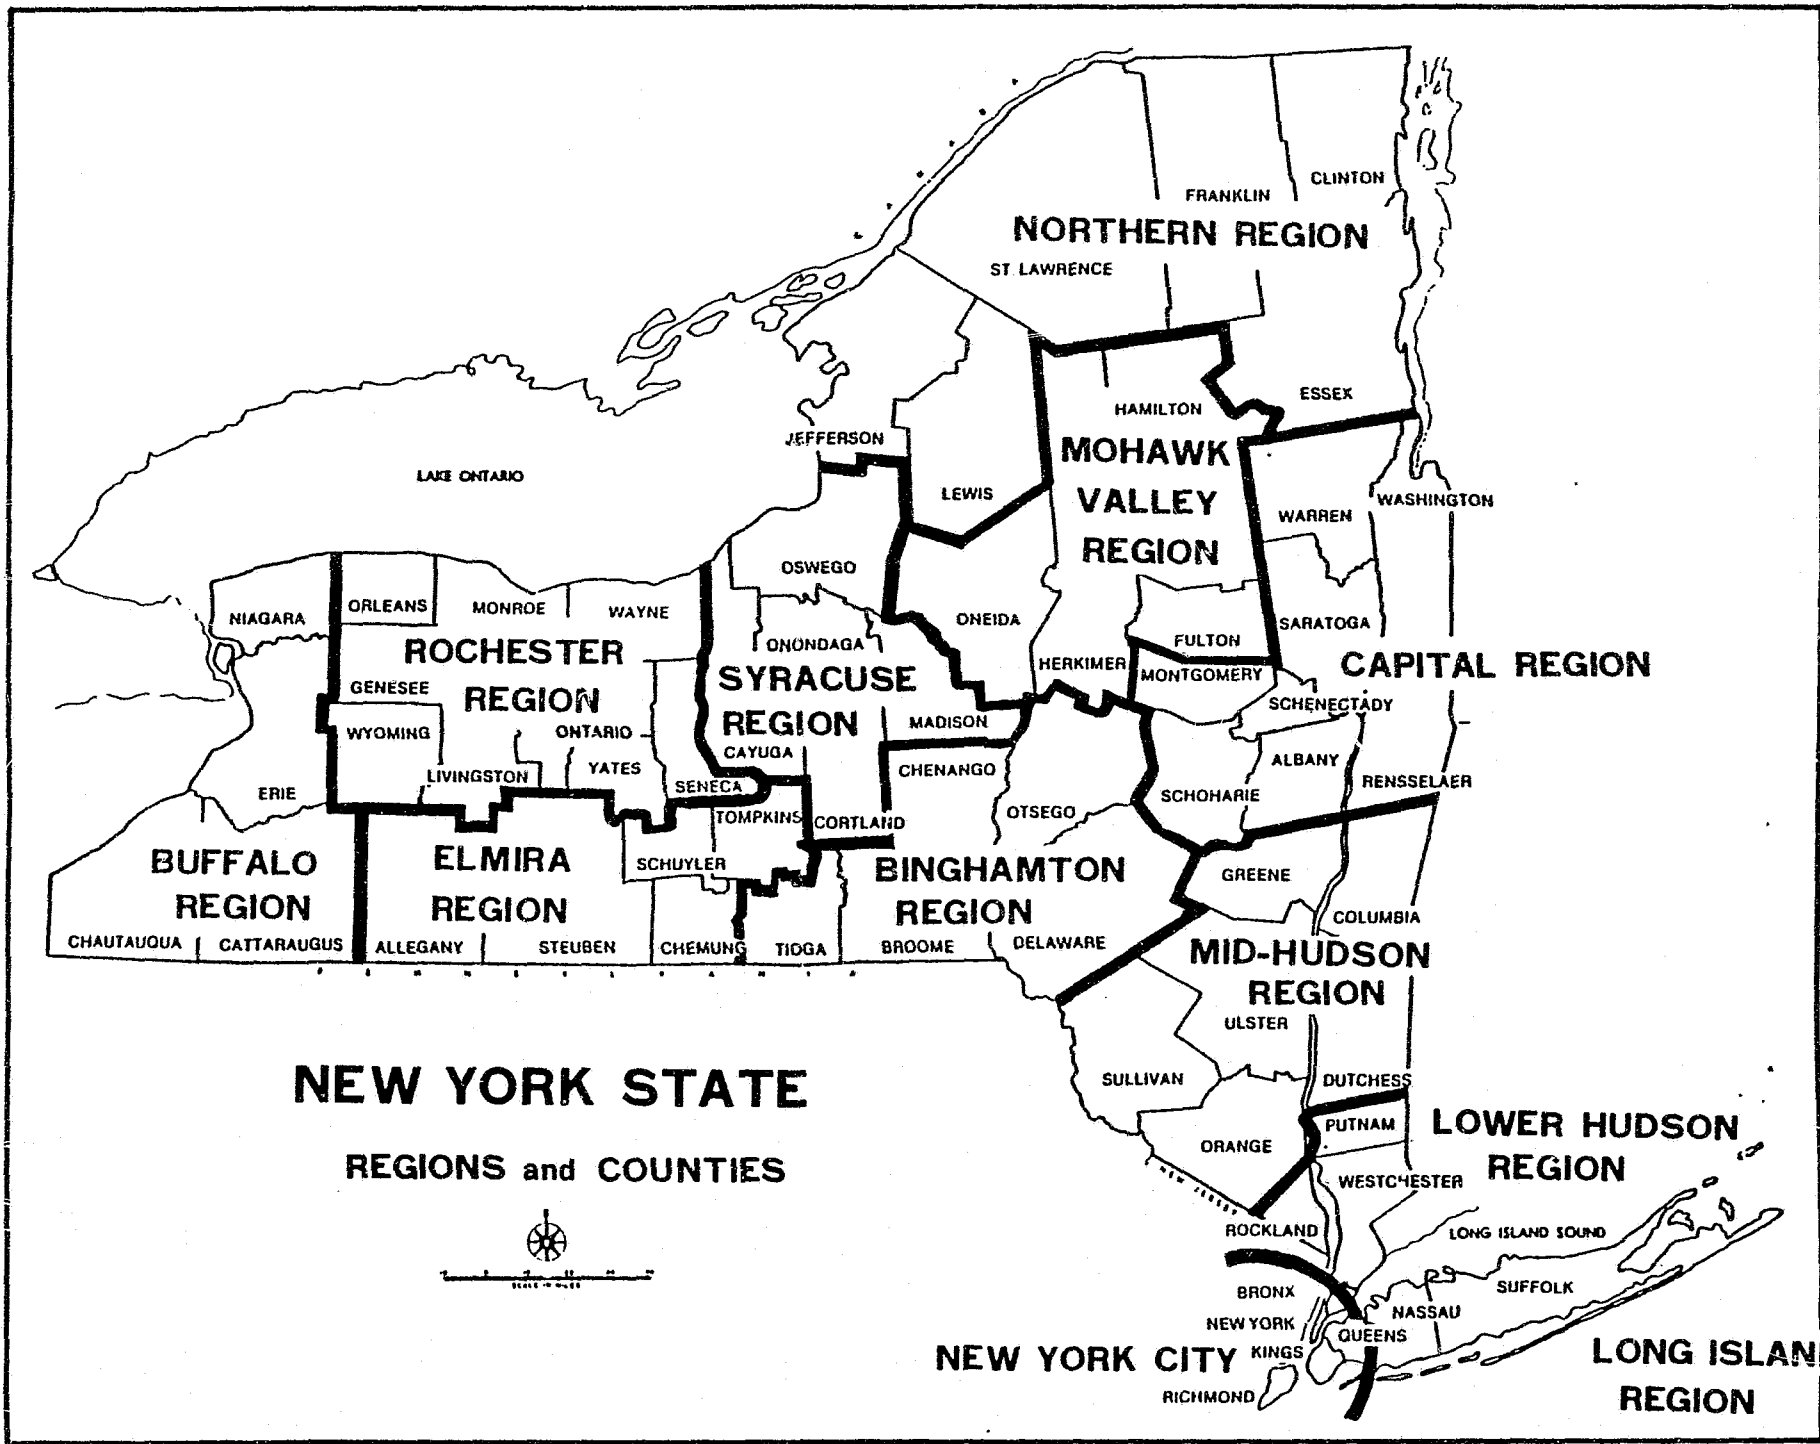 CLINTON
FRANKLIN
NORTHERN REGION
ST. LAWRENCE
ESSEX
HAMILTON
JEFFERSON
MOHAWK
VALLEY
REGION
LAKE ONTARIO
LEWIS
WASHINGTON
WARREN
OSWEGO
NIAGARA
ORLEANS
MONROE
WAYNE
ONEIDA
SARATOGA
FULTON
ONONDAGA
ROCHESTER
REGION
HERKIMER
CAPITAL REGION
MONTGOMERY
SYRACUSE
REGION
GENESEE
SCHENECTADY
MADISON
WYOMING
ONTARIO
CAYUGA
ALBANY
CHENANGO
YATES
LIVINGSTON
RENSSELAER
SENECA
ERIE
SCHOHARIE
OTSEGO
TOMPKINS
CORTLAND
BUFFALO
REGION
ELMIRA
REGION
SCHUYLER
BINGHAMTON
REGION
GREENE
COLUMBIA
CHAUTAUQUA
CATTARAUGUS
ALLEGANY
STEUBEN
CHEMUNG
TIOGA
BROOME
DELAWARE
MID-HUDSON
REGION
ULSTER
NEW YORK STATE
SULLIVAN
DUTCHESS
PUTNAM
LOWER HUDSON
REGION
ORANGE
REGIONS and COUNTIES
WESTCHESTER
ROCKLAND
LONG ISLAND SOUND
SUFFOLK
BRONX
NASSAU
NEW YORK
QUEENS
NEW YORK CITY
KINGS
RICHMOND
LONG ISLAN
REGION
SCALE IN MILES